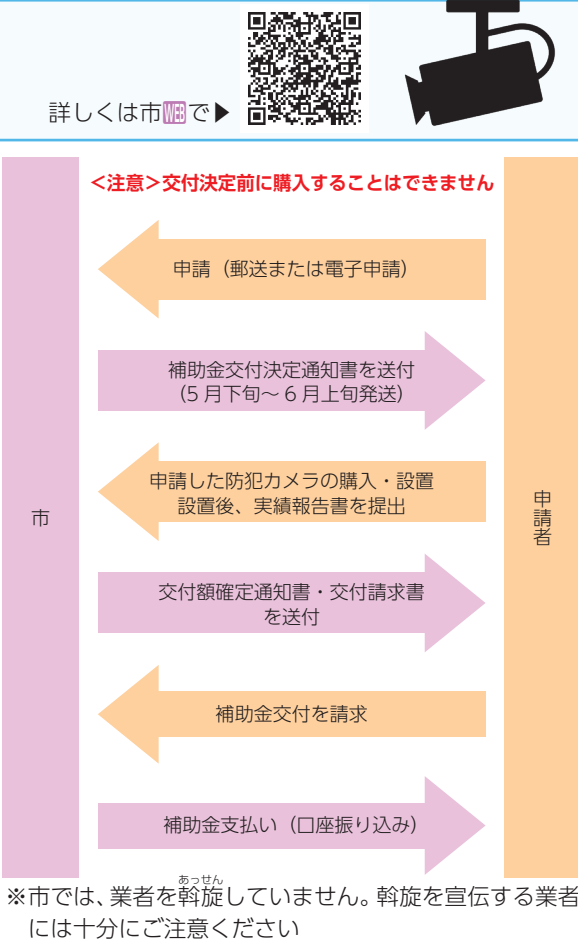 詳しくは市WEBで▶
<注意>交付決定前に購入することはできません
市
申請者
申請（郵送または電子申請）
補助金交付決定通知書を送付
（5月下旬～6月上旬発送）
申請した防犯カメラの購入・設置
設置後、実績報告書を提出
交付額確定通知書・交付請求書
を送付
補助金交付を請求
補助金支払い（口座振り込み）
あっせん
※市では、業者を斡旋していません。斡旋を宣伝する業者
には十分にご注意ください